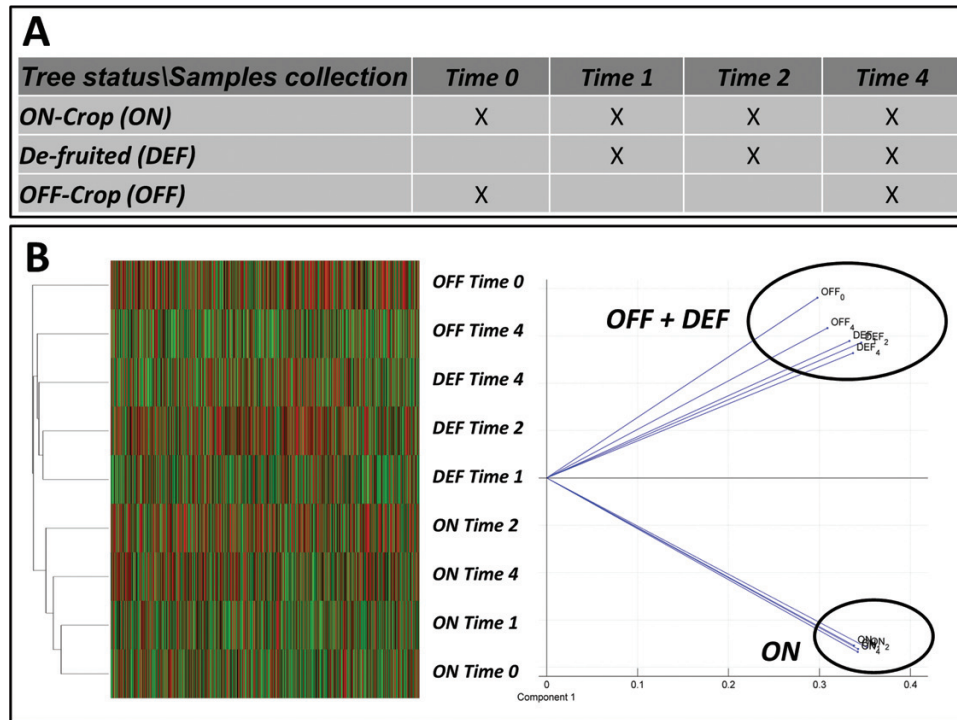 A
Tree status\Samples collection Time 0 Time 1 Time 2 Time 4
ON-Crop (ON) X X X X
De-fruited (DEF) X X X
OFF-Crop (OFF) X X
B
OFF Time 0
OFF Time 4
DEF Time 4
DEF Time 2
DEF Time 1
ON Time 2
ON Time 4
ON Time 1
ON Time 0
OFF + DEF
OFF0
OFF4
DEF DEF2
DEF4
ON
ON2
ON4
0 0.1 0.2 0.3 0.4
Component 1